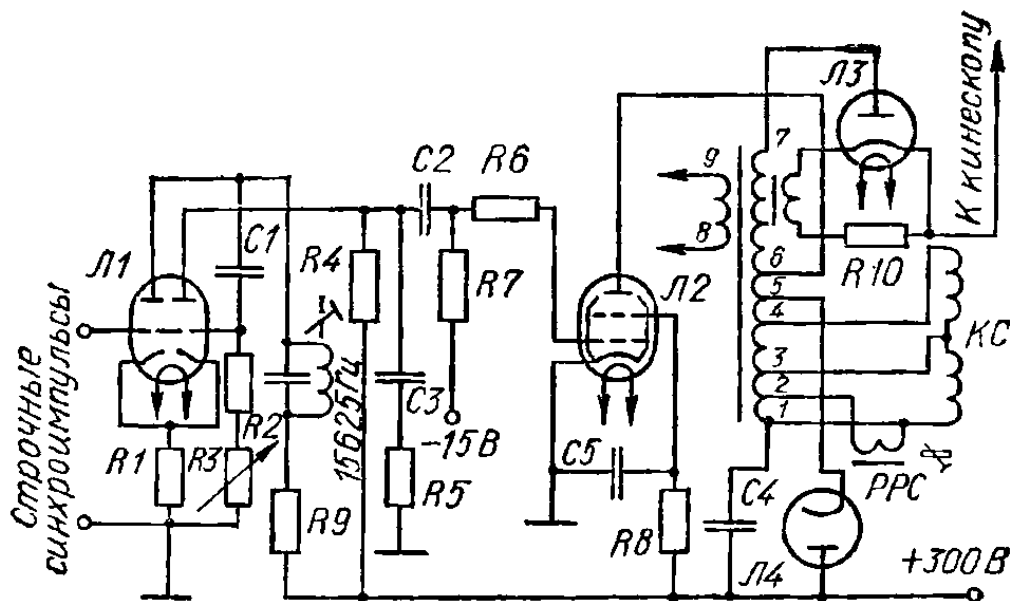 Строчные
синхроимпульсы
Л1
C1
R1
R2
R3
R4
15625Гц
R9
C2
R6
R7
C3
-15В
R5
Л2
C5
R8
9
8
7
6
5
4
3
2
1
Л3
R10
К кинескопу
КС
РРС
C4
Л4
+300В